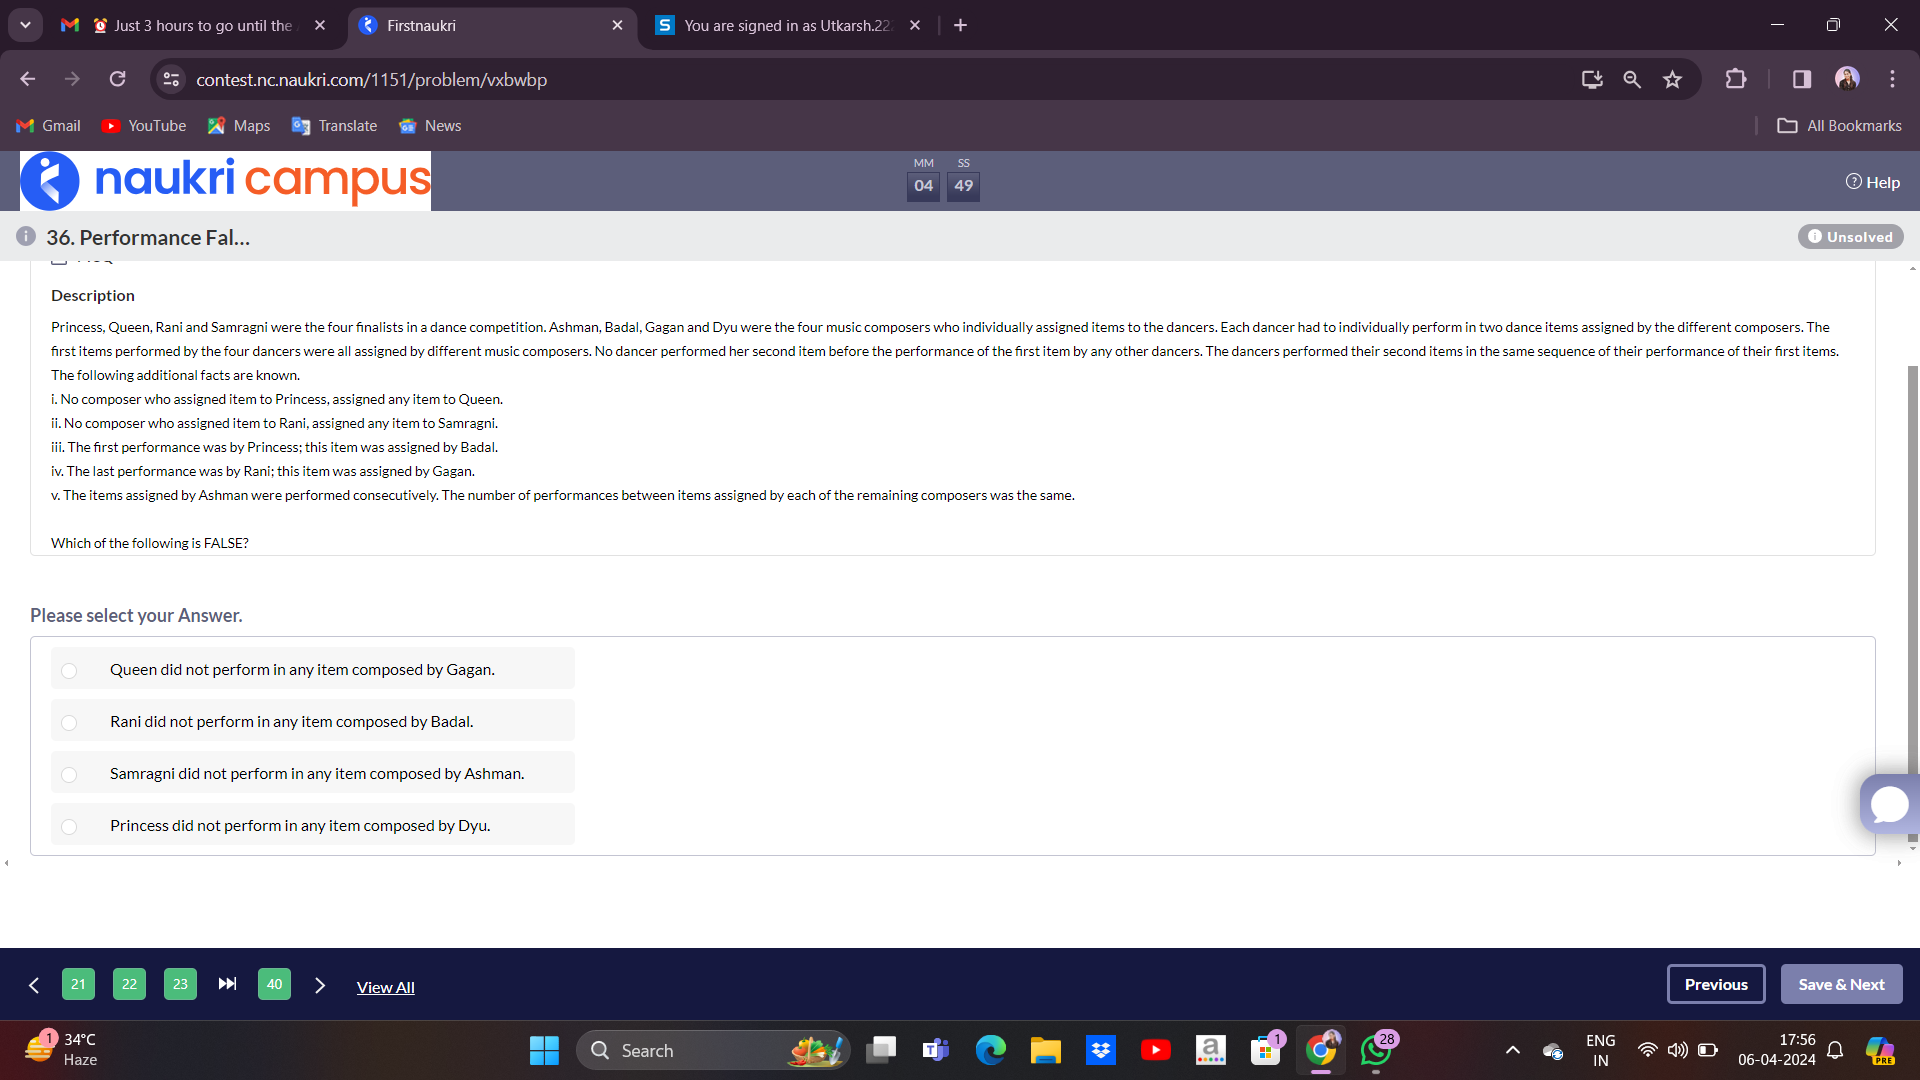 Just 3 hours to go until the
Firstnaukri
You are signed in as Utkarsh.22
contest.nc.naukri.com/1151/problem/vxbwbp
Gmail
YouTube
Maps
Translate
News
All Bookmarks
naukri campus
MM
SS
04
49
Help
36. Performance Fal...
Unsolved
Description
Princess, Queen, Rani and Samragni were the four finalists in a dance competition. Ashman, Badal, Gagan and Dyu were the four music composers who individually assigned items to the dancers. Each dancer had to individually perform in two dance items assigned by the different composers. The
first items performed by the four dancers were all assigned by different music composers. No dancer performed her second item before the performance of the first item by any other dancers. The dancers performed their second items in the same sequence of their performance of their first items.
The following additional facts are known.
i. No composer who assigned item to Princess, assigned any item to Queen.
ii. No composer who assigned item to Rani, assigned any item to Samragni.
iii. The first performance was by Princess; this item was assigned by Badal.
iv. The last performance was by Rani; this item was assigned by Gagan.
v. The items assigned by Ashman were performed consecutively. The number of performances between items assigned by each of the remaining composers was the same.
Which of the following is FALSE?
Please select your Answer.
Queen did not perform in any item composed by Gagan.
Rani did not perform in any item composed by Badal.
Samragni did not perform in any item composed by Ashman.
Princess did not perform in any item composed by Dyu.
21
22
23
40
View All
Previous
Save & Next
1
34°C
Haze
Search
1
28
ENG
IN
17:56
06-04-2024
PRE